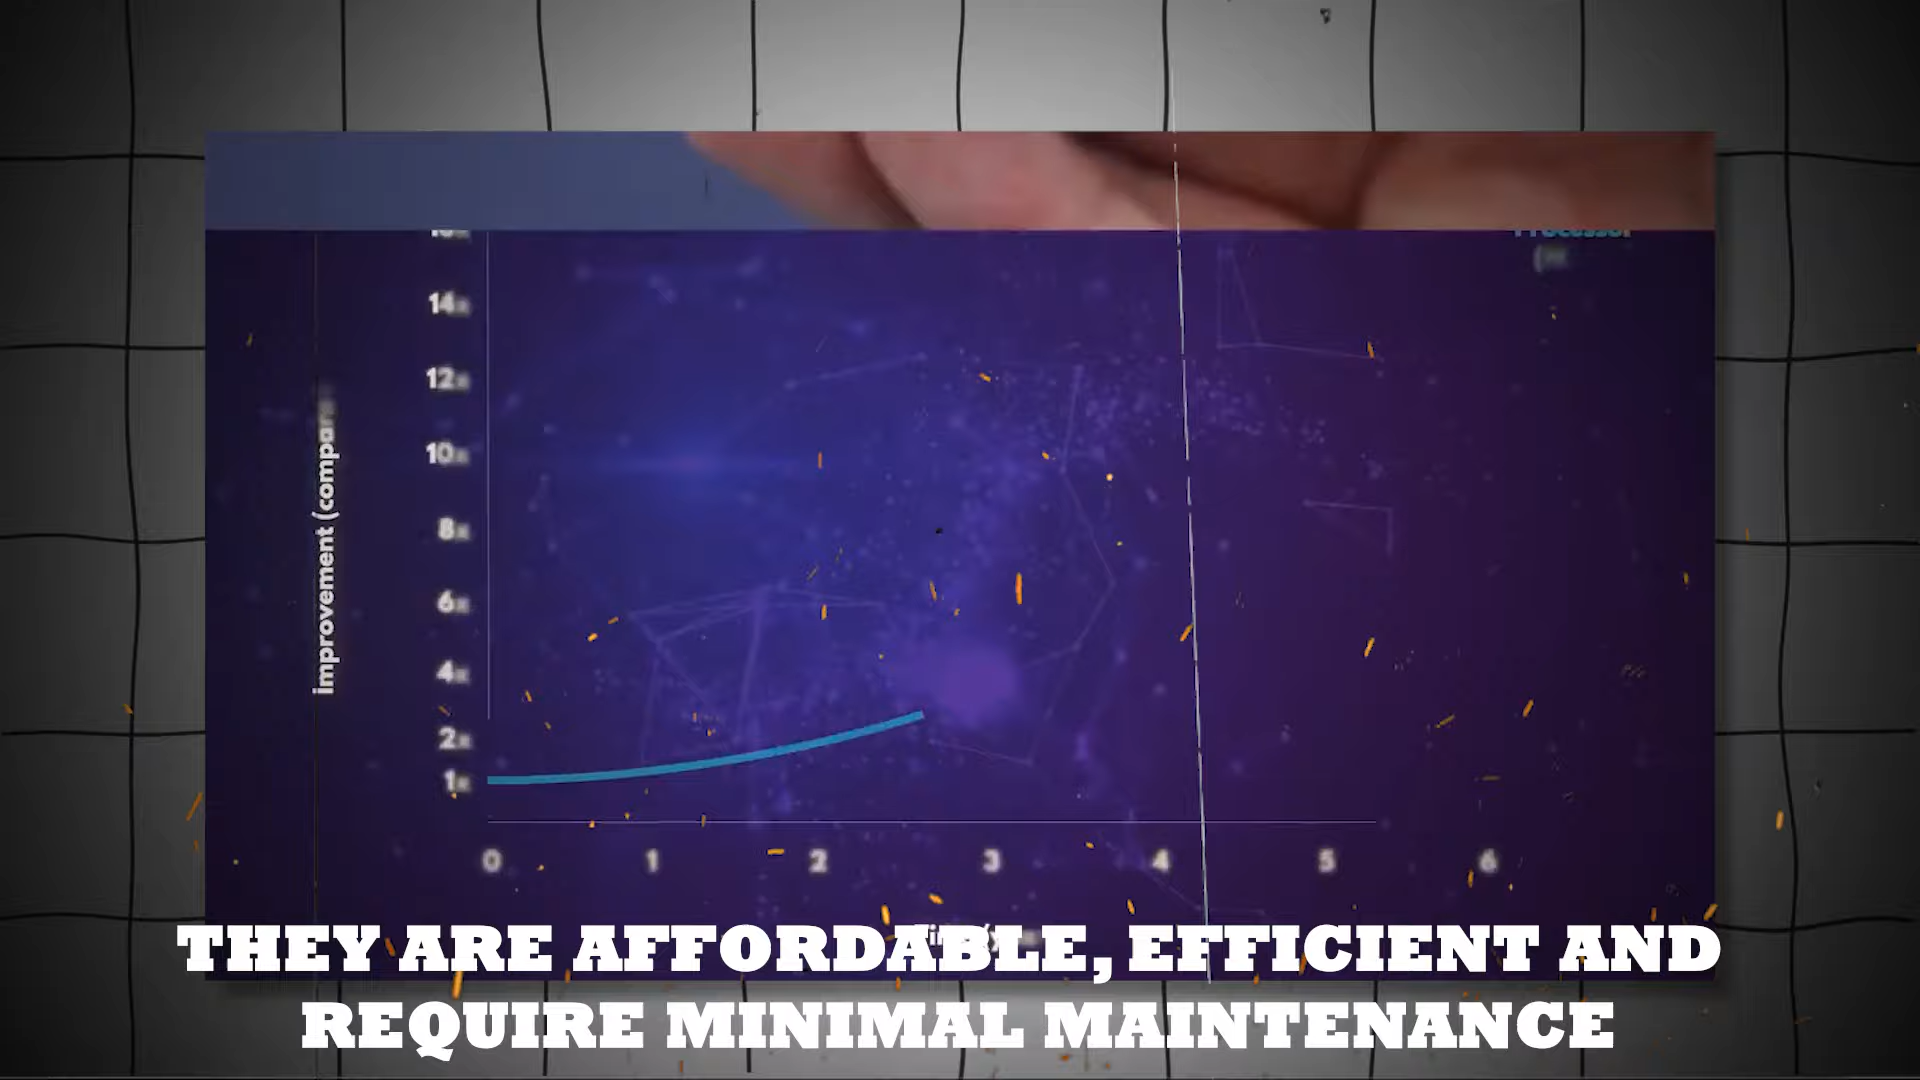 14x
12x
10x
8x
6x
4x
2x
1x
improvement (compar
0 1 2 3 4 5 6
THEY ARE AFFORDABLE, EFFICIENT AND
REQUIRE MINIMAL MAINTENANCE